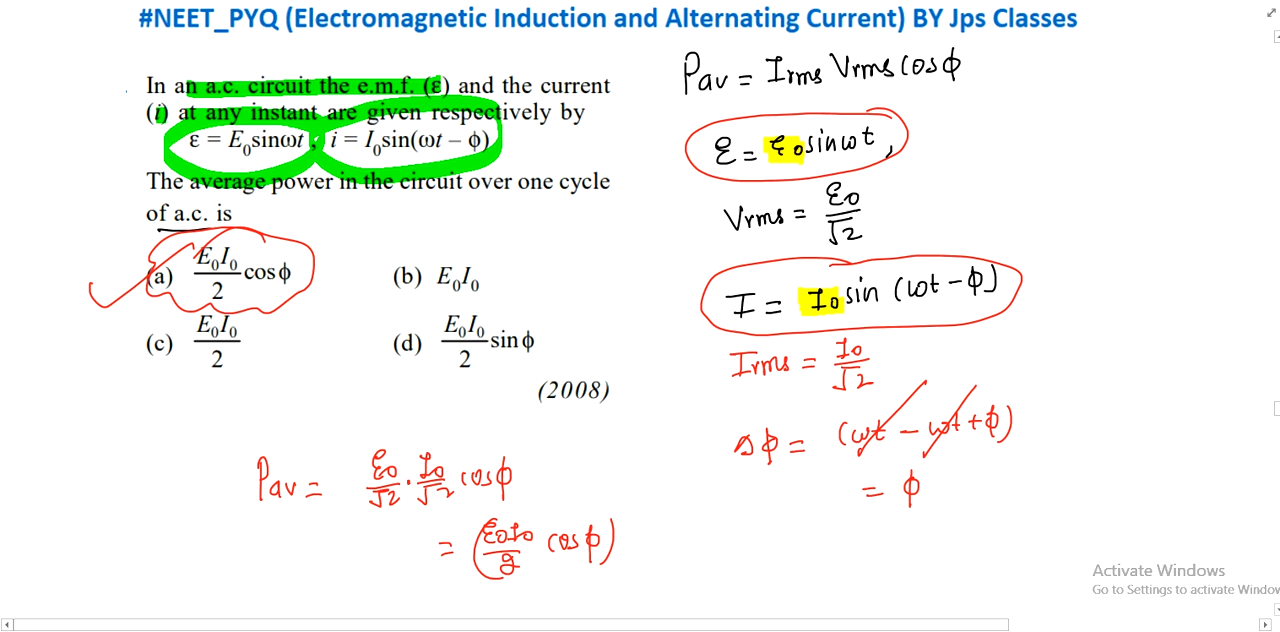 #NEET_PYQ (Electromagnetic Induction and Alternating Current) BY Jps Classes
In an a.c. circuit the e.m.f. (ε) and the current
(i) at any instant are given respectively by
ε = E₀sinωt , i = I₀sin(ωt – ϕ)
The average power in the circuit over one cycle
of a.c. is
(a) E₀I₀/2 cosϕ (b) E₀I₀
(c) E₀I₀/2 (d) E₀I₀/2 sinϕ
(2008)
Pav = Irms Vrms cosϕ
ε = ε₀ sinωt,
Vrms = ε₀/√2
I = I₀ sin (ωt - ϕ)
Irms = I₀/√2
Δϕ = (ωt - ωt + ϕ)
= ϕ
Pav = ε₀/√2 · I₀/√2 cosϕ
= (ε₀I₀/2 cosϕ)
Activate Windows
Go to Settings to activate Window